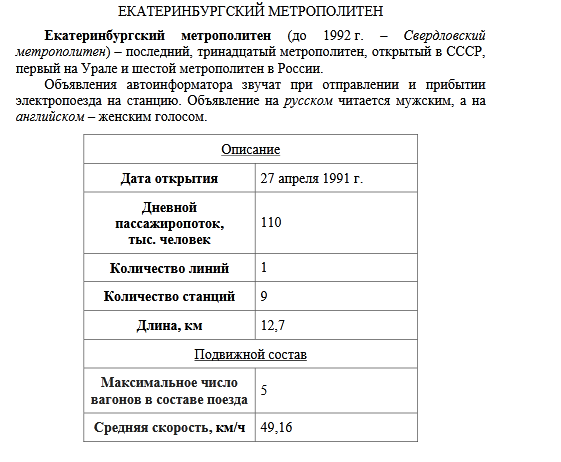 ЕКАТЕРИНБУРГСКИЙ МЕТРОПОЛИТЕН
Екатеринбургский метрополитен (до 1992 г. – Свердловский
метрополитен) – последний, тринадцатый метрополитен, открытый в СССР,
первый на Урале и шестой метрополитен в России.
Объявления автоинформатора звучат при отправлении и прибытии
электропоезда на станцию. Объявление на русском читается мужским, а на
английском – женским голосом.
Описание
Дата открытия 27 апреля 1991 г.
Дневной
пассажиропоток, 110
тыс. человек
Количество линий 1
Количество станций 9
Длина, км 12,7
Подвижной состав
Максимальное число
вагонов в составе поезда 5
Средняя скорость, км/ч 49,16